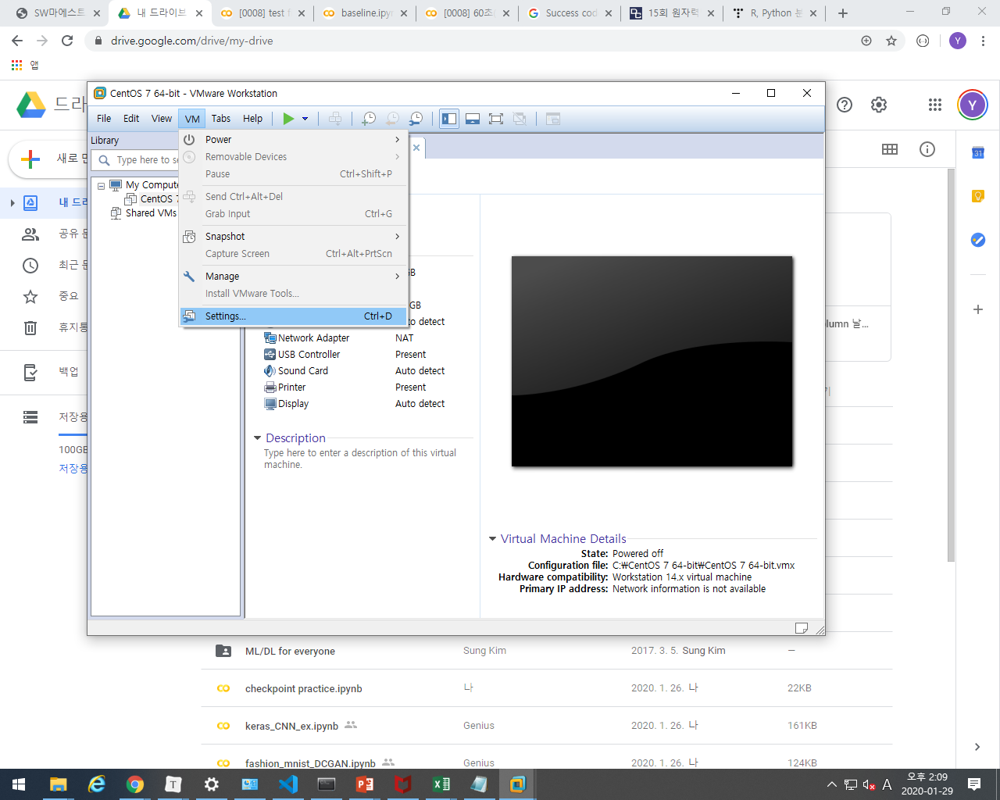 SW마에스트
내 드라이브
[0008] test f
baseline.ipyn
[0008] 60초
Success cod
15회 원자력
R, Python 분
drive.google.com/drive/my-drive
Y
앱
드라
Y
CentOS 7 64-bit - VMware Workstation
File Edit View VM Tabs Help
Library
Type here to se
My Compute
CentOS 7
Shared VMs
Power
Removable Devices
Pause Ctrl+Shift+P
Send Ctrl+Alt+Del
Grab Input Ctrl+G
Snapshot
Capture Screen Ctrl+Alt+PrtScn
Manage
Install VMware Tools...
Settings... Ctrl+D
GB
GB
to detect
Network Adapter NAT
USB Controller Present
Sound Card Auto detect
Printer Present
Display Auto detect
Description
Type here to enter a description of this virtual
machine.
Virtual Machine Details
State: Powered off
Configuration file: C:₩CentOS 7 64-bit₩CentOS 7 64-bit.vmx
Hardware compatibility: Workstation 14.x virtual machine
Primary IP address: Network information is not available
새로 만
내 드라
공유 문
최근 문
중요
휴지통
백업
저장용
100GB
저장용
31
olumn 날...
기
ML/DL for everyone Sung Kim 2017. 3. 5. Sung Kim —
checkpoint practice.ipynb 나 2020. 1. 26. 나 22KB
keras_CNN_ex.ipynb Genius 2020. 1. 26. 나 161KB
fashion_mnist_DCGAN.ipynb Genius 2020. 1. 26. 나 124KB
A
오후 2:09
2020-01-29